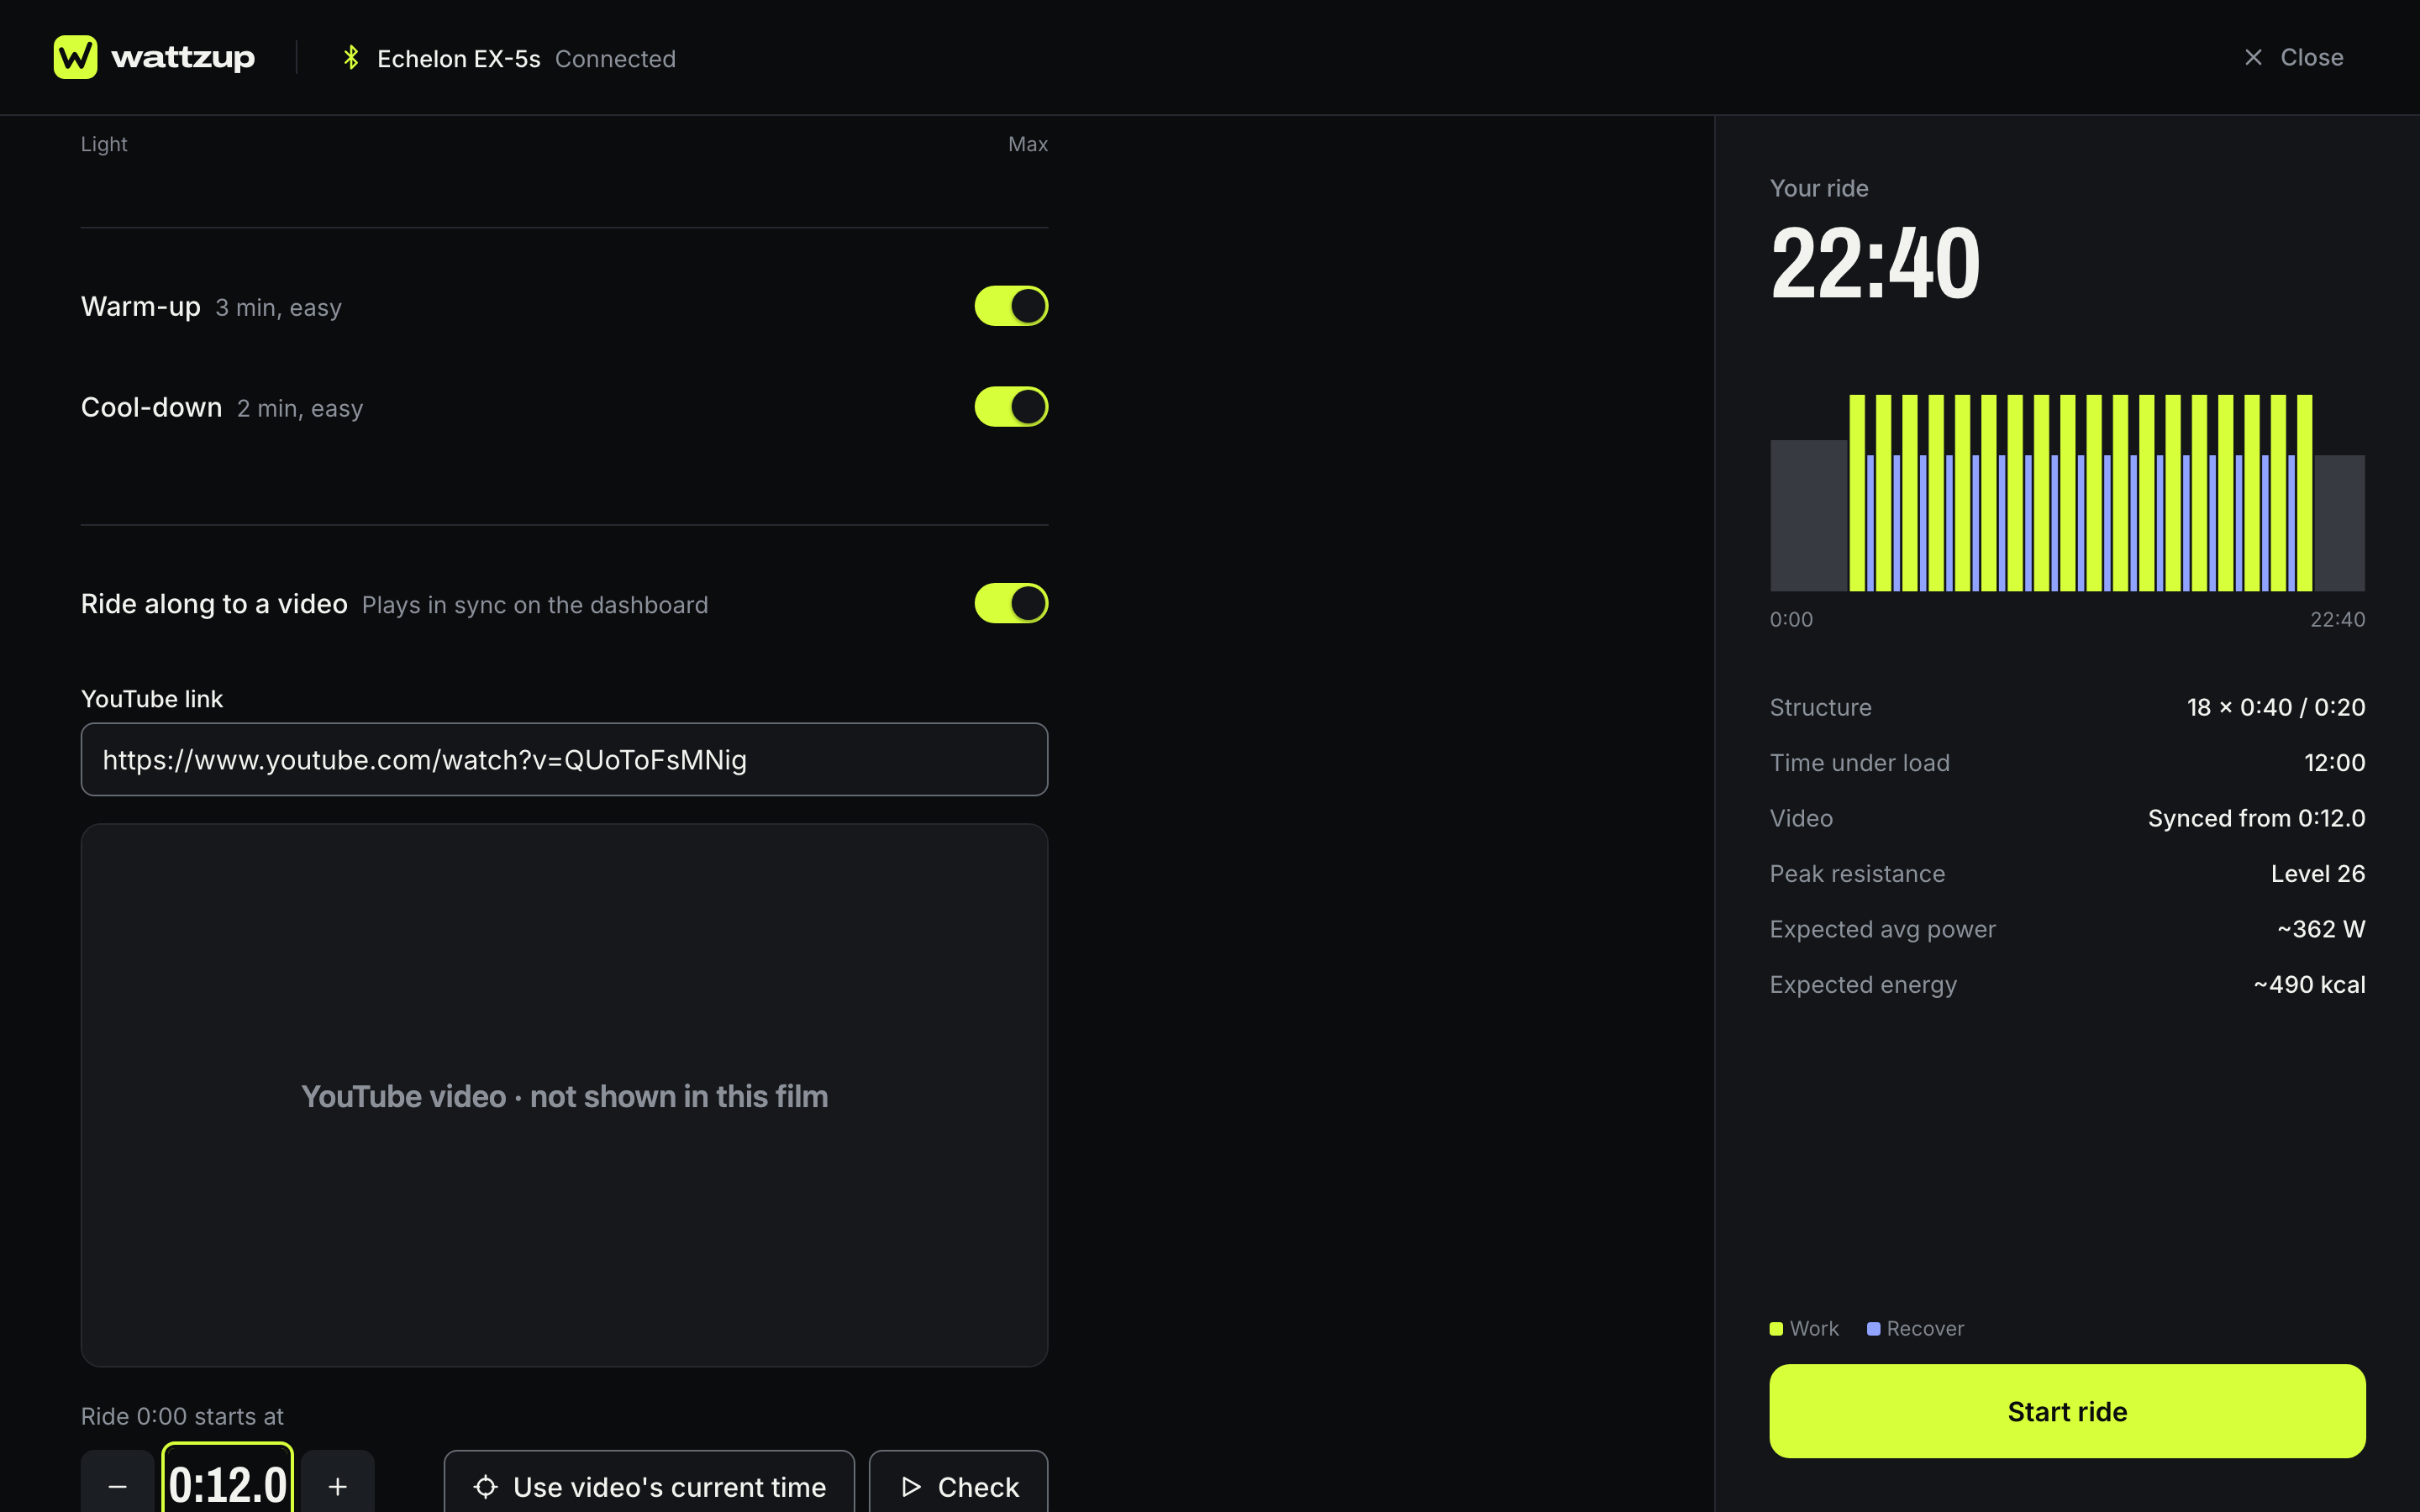 wattzup
Echelon EX-5s Connected
Close
Light
Max
Warm-up 3 min, easy
Cool-down 2 min, easy
Ride along to a video Plays in sync on the dashboard
YouTube link
https://www.youtube.com/watch?v=QUoToFsMNig
YouTube video · not shown in this film
Ride 0:00 starts at
− 0:12.0 +
Use video's current time
Check
Your ride
22:40
0:00
22:40
Structure 18 × 0:40 / 0:20
Time under load 12:00
Video Synced from 0:12.0
Peak resistance Level 26
Expected avg power ~362 W
Expected energy ~490 kcal
Work Recover
Start ride